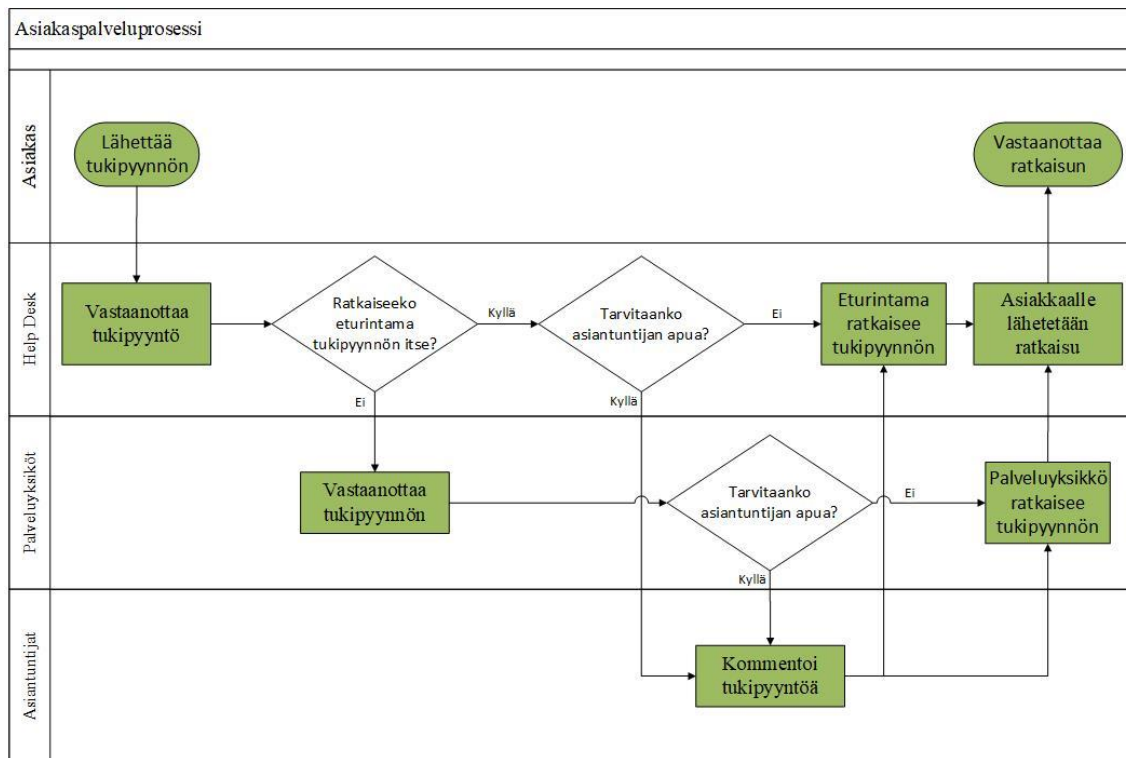 Asiakaspalveluprosessi
Asiakas
Lähettää
tukipyynnön
Vastaanottaa
ratkaisun
Help Desk
Vastaanottaa
tukipyyntö
Ratkaiseeko
eturintama
tukipyynnön itse?
Kyllä
Ei
Tarvitaanko
asiantuntijan apua?
Ei
Kyllä
Eturintama
ratkaisee
tukipyynnön
Asiakkaalle
lähetetään
ratkaisu
Palveluyksiköt
Vastaanottaa
tukipyynnön
Tarvitaanko
asiantuntijan apua?
Ei
Kyllä
Palveluyksikkö
ratkaisee
tukipyynnön
Asiantuntijat
Kommentoi
tukipyyntöä